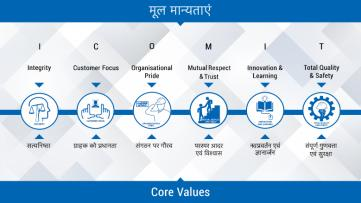 मूल मान्यताएं
I C O M I T
Integrity
Customer Focus
Organisational
Pride
Mutual Respect
& Trust
Innovation &
Learning
Total Quality
& Safety
सत्यनिष्ठा
ग्राहक को प्रधानता
संगठन पर गौरव
परस्पर आदर
एवं विश्वास
नवप्रवर्तन एवं
ज्ञानार्जन
संपूर्ण गुणवत्ता
एवं सुरक्षा
Core Values